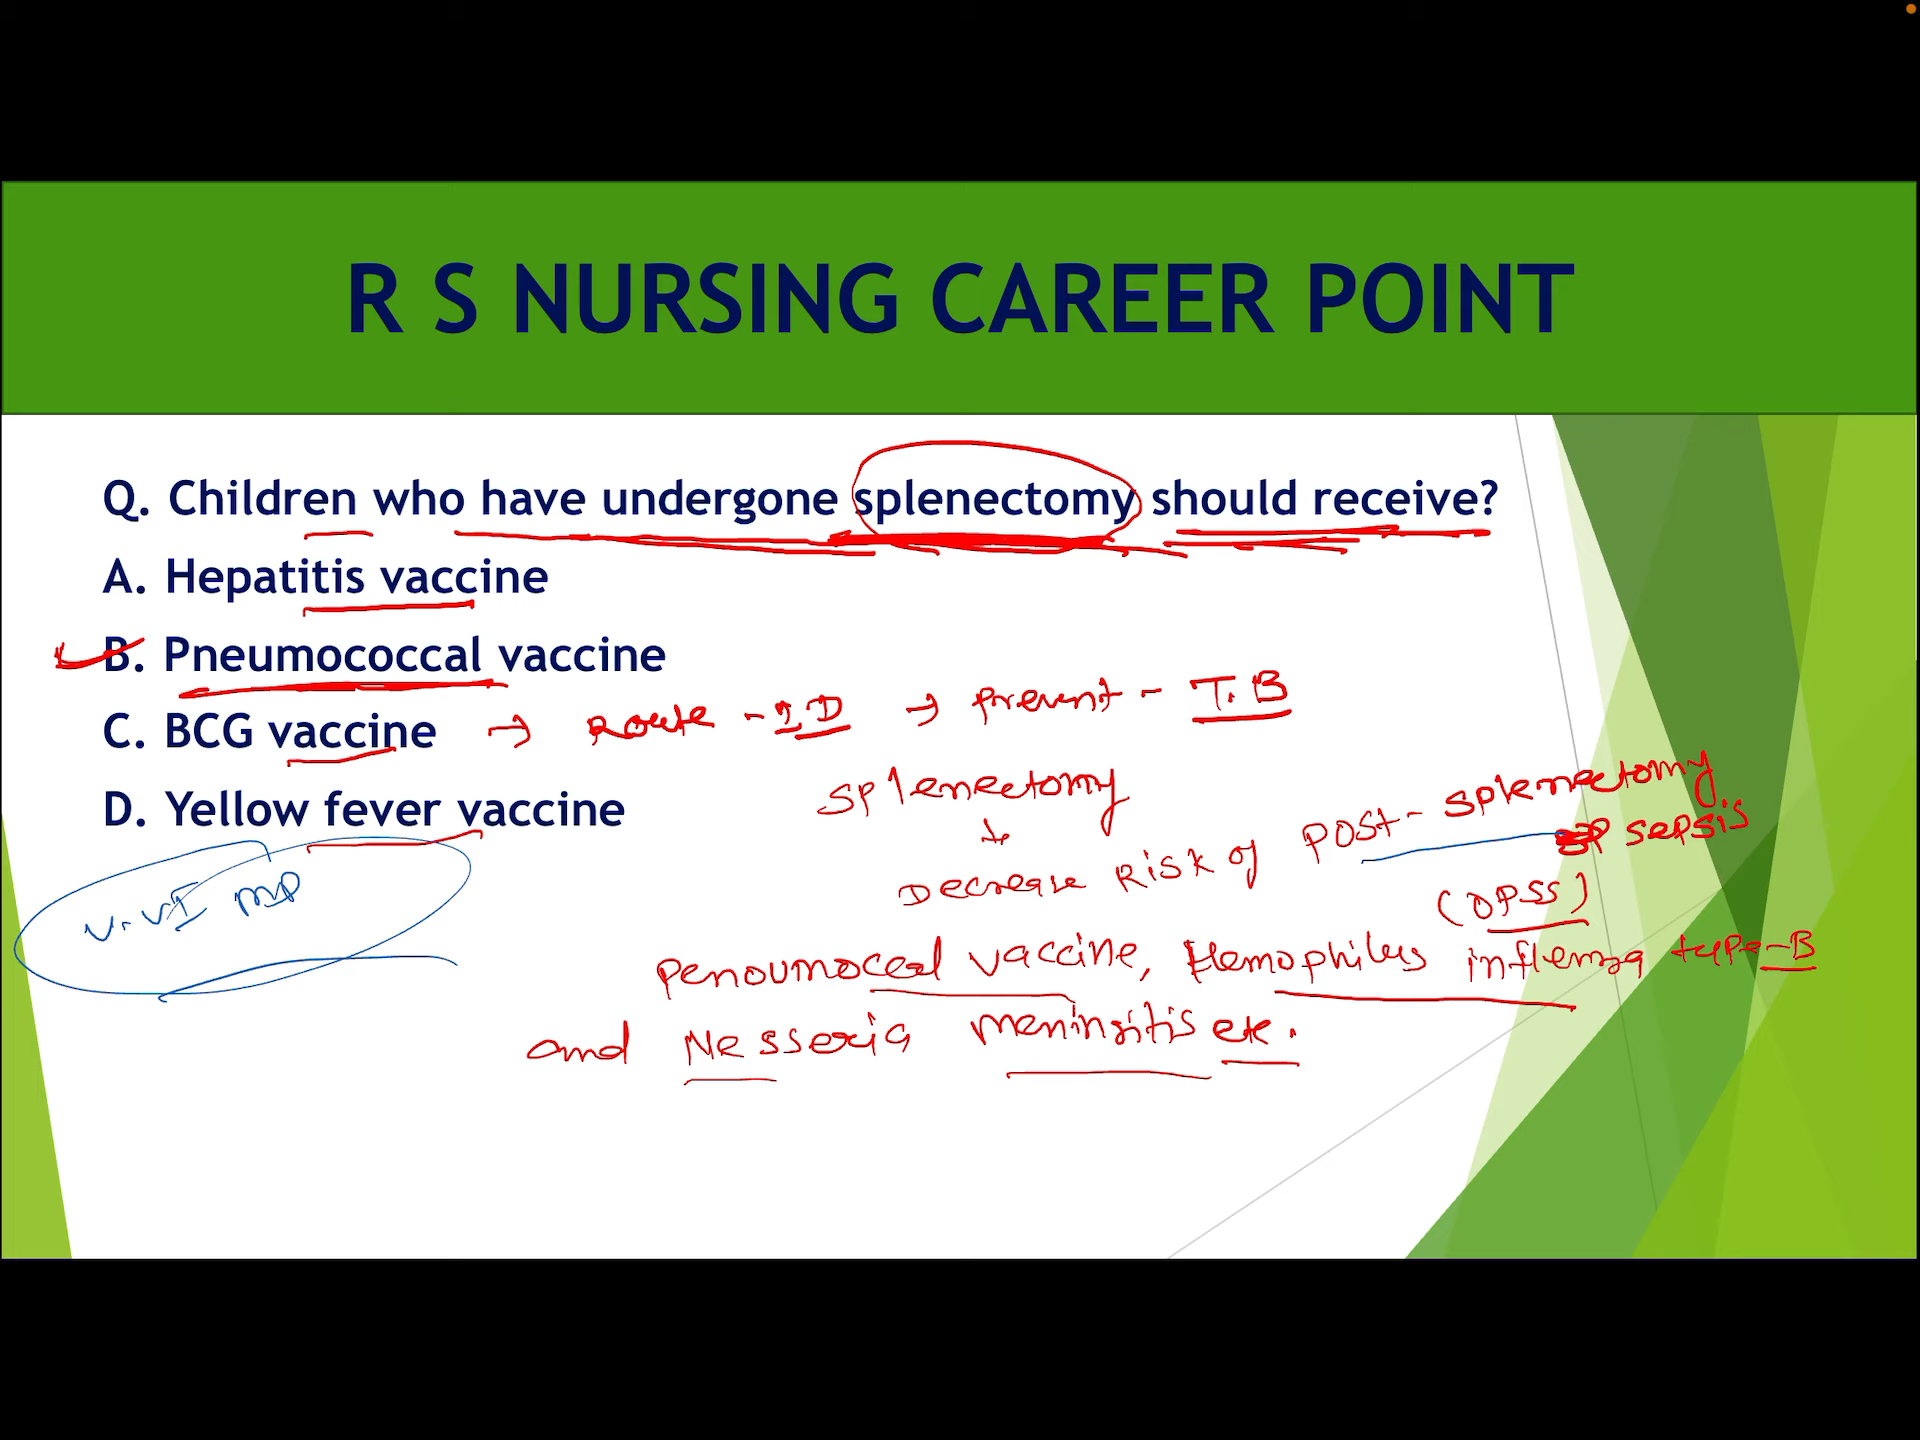 R S NURSING CAREER POINT
Q. Children who have undergone splenectomy should receive?
A. Hepatitis vaccine
B. Pneumococcal vaccine
C. BCG vaccine → Route - ID → Prevent - T.B
D. Yellow fever vaccine
V.VI MP
Splenectomy
Decrease Risk of Post-splenectomy
sepsis
(OPSS)
Penoumoccal vaccine, Hemophilus influenza type-B
and Nesseria meningitis etc.